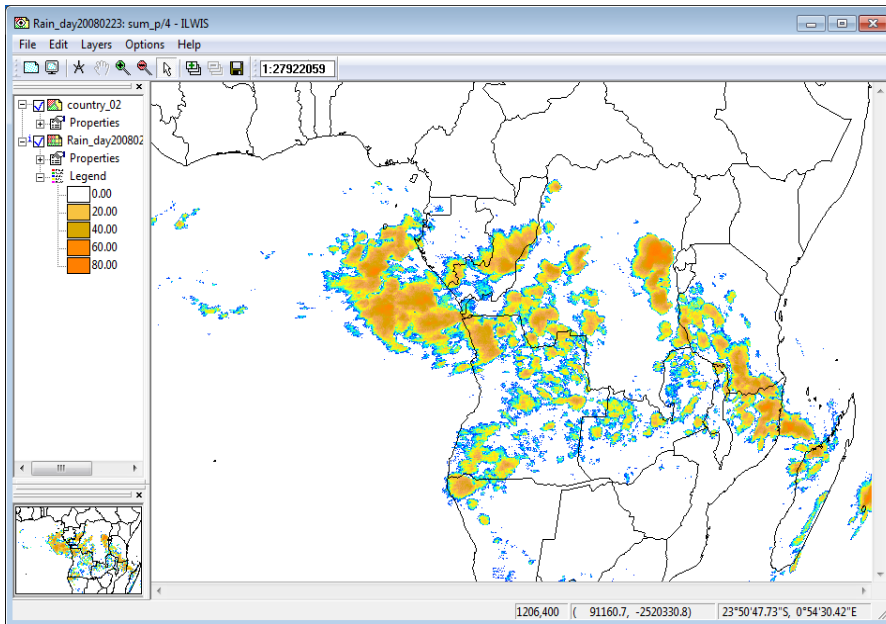 Rain_day20080223: sum_p/4 - ILWIS
File Edit Layers Options Help
1:27922059
country_02
Properties
Rain_day200802
Properties
Legend
0.00
20.00
40.00
60.00
80.00
1206,400 ( 91160.7, -2520330.8) 23°50'47.73"S, 0°54'30.42"E